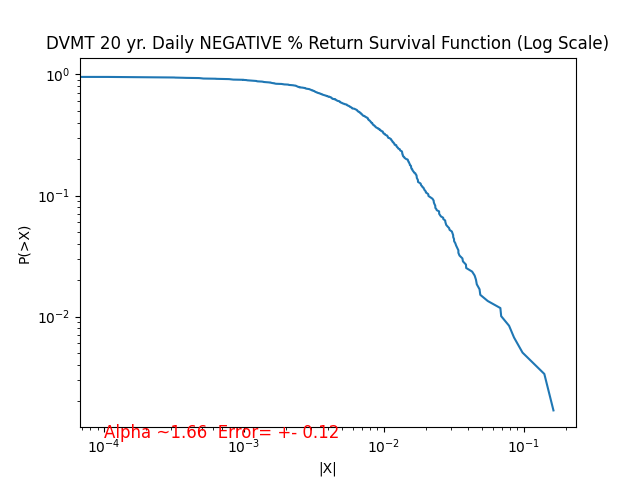 DVMT 20 yr. Daily NEGATIVE % Return Survival Function (Log Scale)
P(>X)
10⁰
10⁻¹
10⁻²
Alpha ~1.66 Error= +- 0.12
10⁻⁴ 10⁻³ 10⁻² 10⁻¹
|X|